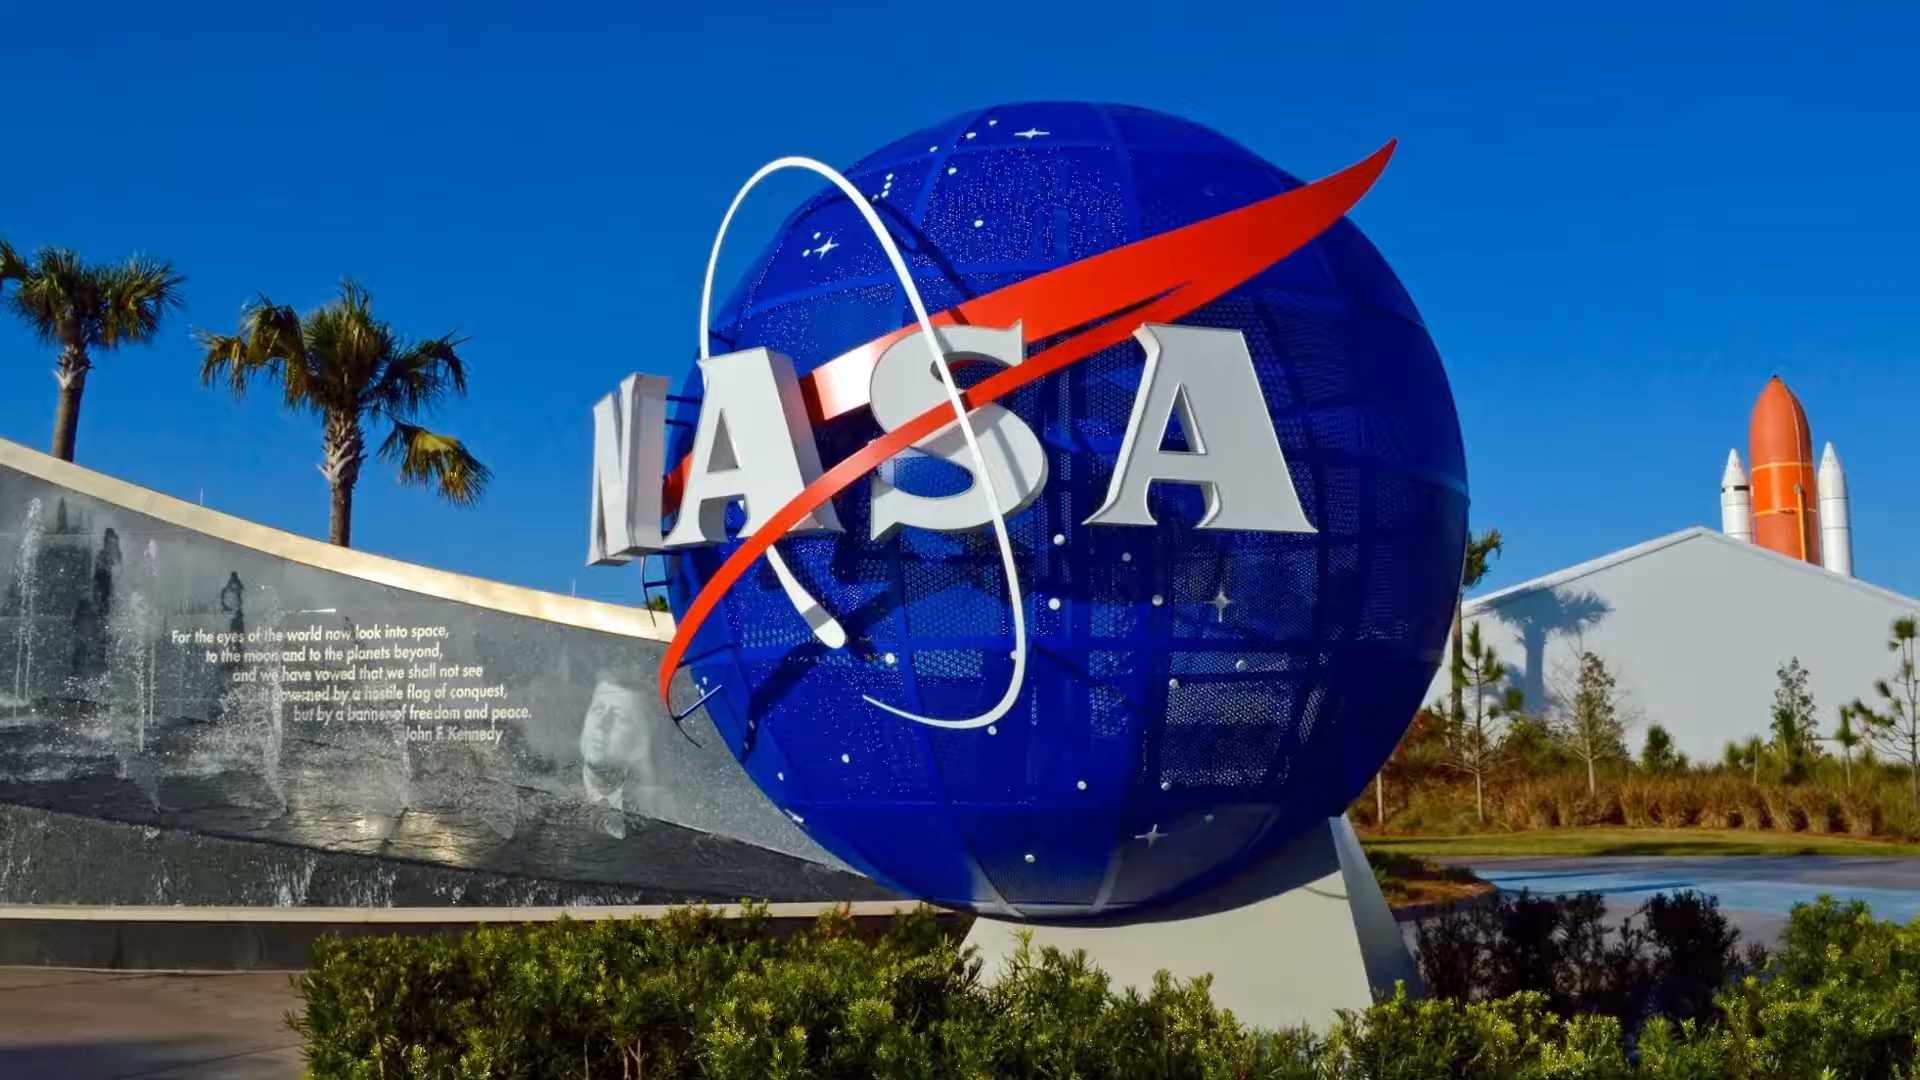 NASA
For the eyes of the world now look into space,
to the moon and to the planets beyond,
and we have vowed that we shall not see
it governed by a hostile flag of conquest,
but by a banner of freedom and peace.
John F. Kennedy